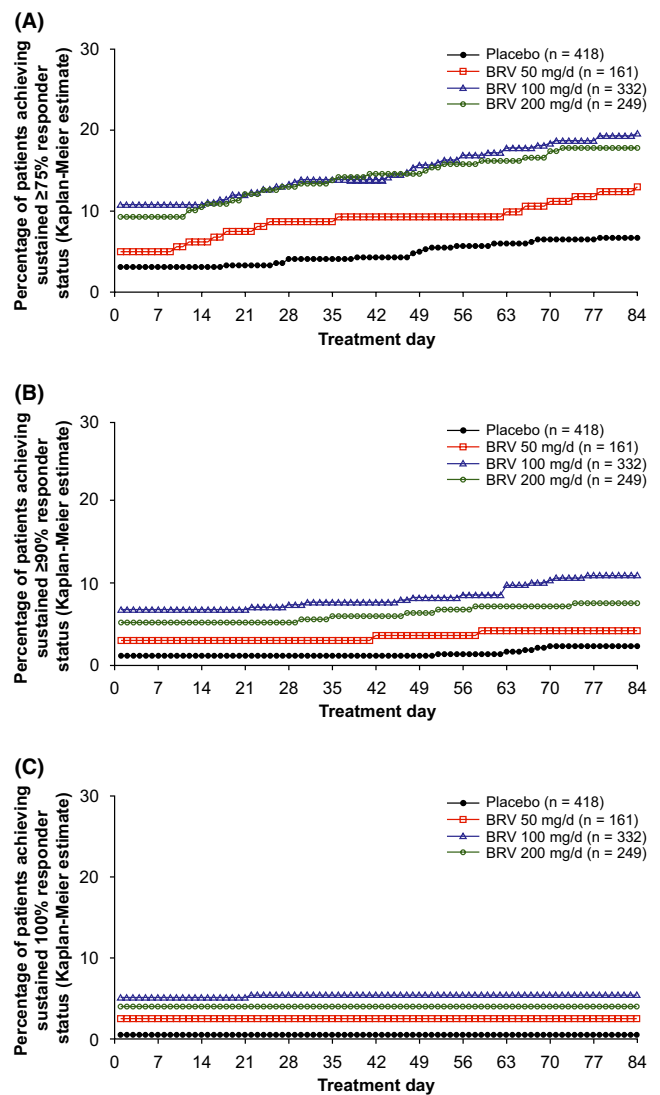 (A)
Percentage of patients achieving
sustained ≥75% responder
status (Kaplan-Meier estimate)
30
20
10
0
Placebo (n = 418)
BRV 50 mg/d (n = 161)
BRV 100 mg/d (n = 332)
BRV 200 mg/d (n = 249)
0 7 14 21 28 35 42 49 56 63 70 77 84
Treatment day
(B)
Percentage of patients achieving
sustained ≥90% responder
status (Kaplan-Meier estimate)
30
20
10
0
Placebo (n = 418)
BRV 50 mg/d (n = 161)
BRV 100 mg/d (n = 332)
BRV 200 mg/d (n = 249)
0 7 14 21 28 35 42 49 56 63 70 77 84
Treatment day
(C)
Percentage of patients achieving
sustained 100% responder
status (Kaplan-Meier estimate)
30
20
10
0
Placebo (n = 418)
BRV 50 mg/d (n = 161)
BRV 100 mg/d (n = 332)
BRV 200 mg/d (n = 249)
0 7 14 21 28 35 42 49 56 63 70 77 84
Treatment day